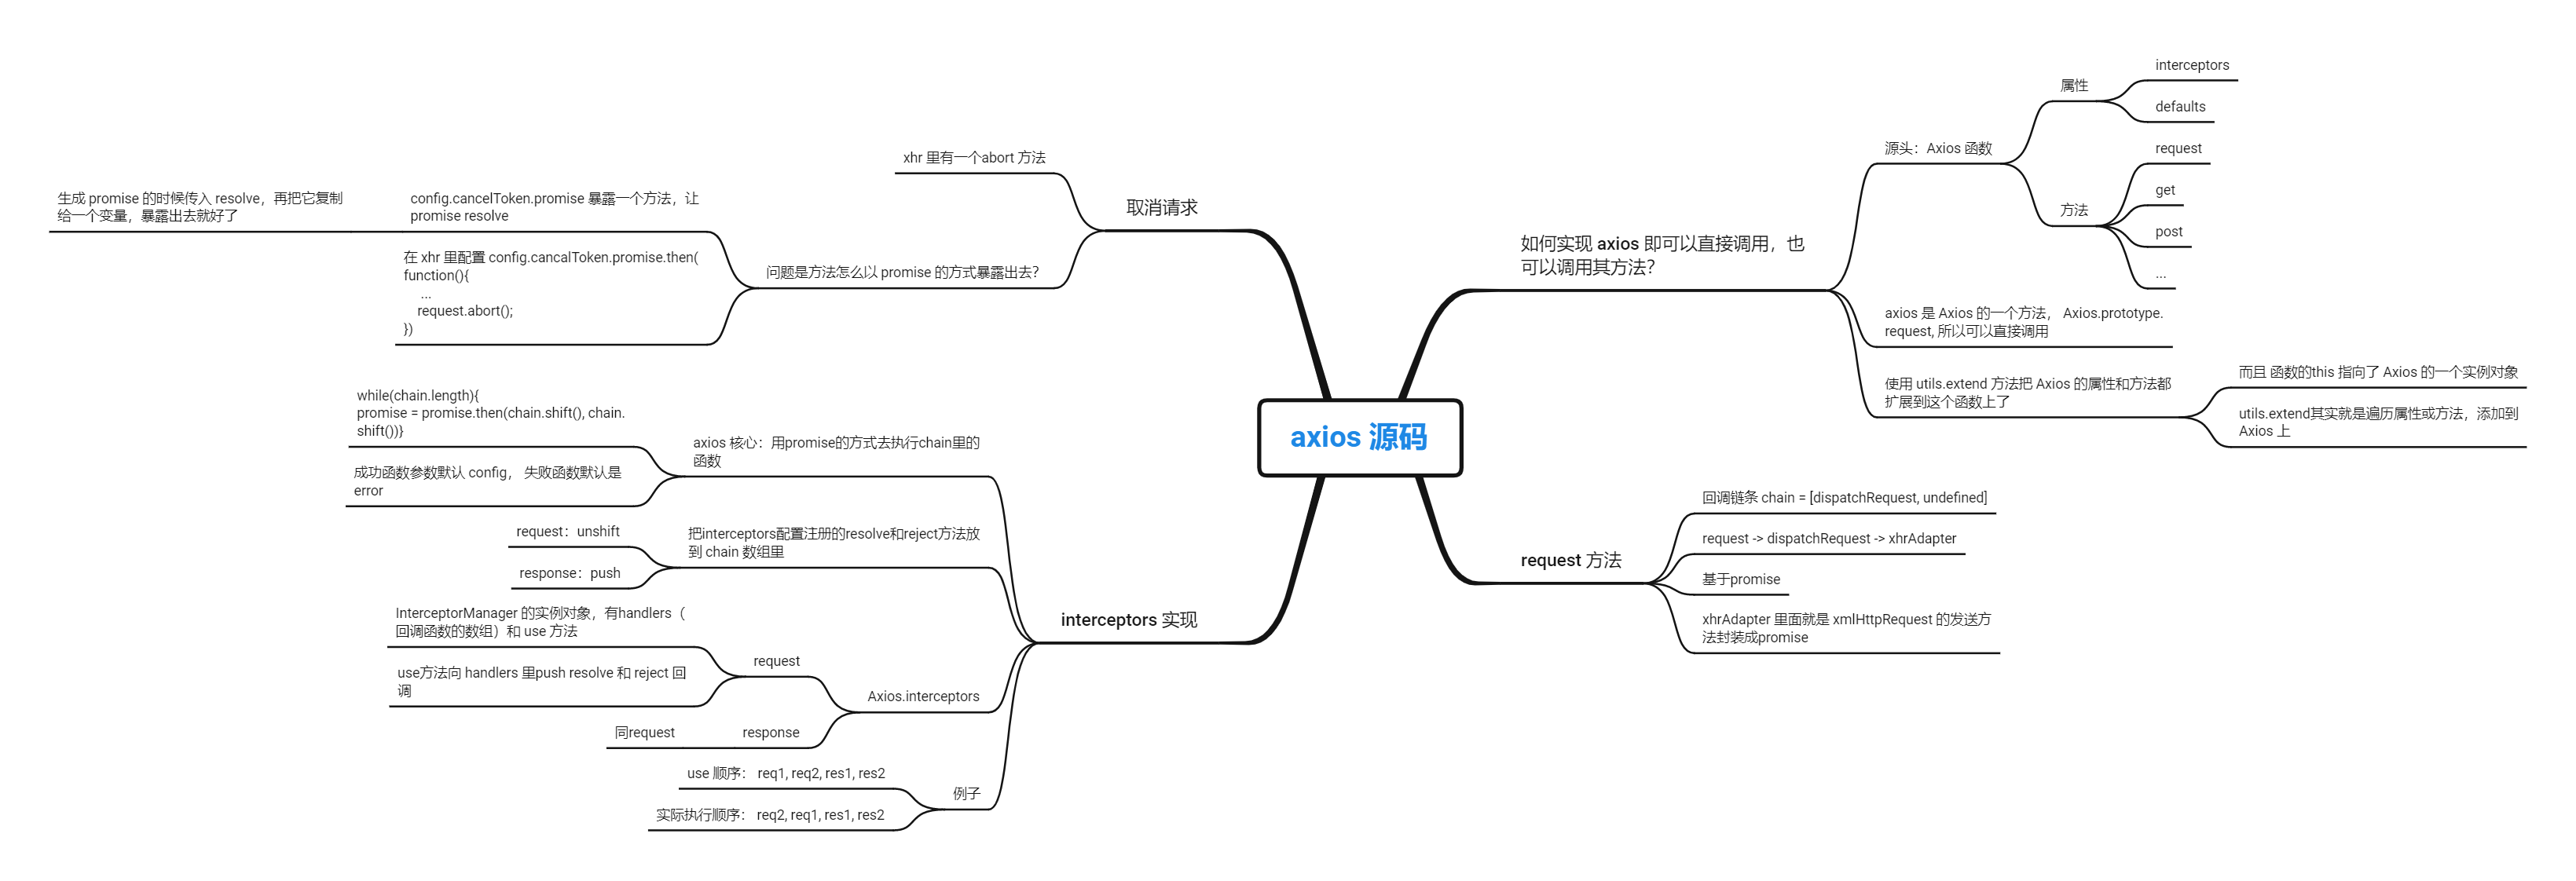 axios 源码
如何实现 axios 即可以直接调用，也
可以调用其方法？
源头：Axios 函数
属性
interceptors
defaults
方法
request
get
post
...
axios 是 Axios 的一个方法， Axios.prototype.
request, 所以可以直接调用
使用 utils.extend 方法把 Axios 的属性和方法都
扩展到这个函数上了
而且 函数的this 指向了 Axios 的一个实例对象
utils.extend其实就是遍历属性或方法，添加到
Axios 上
request 方法
回调链条 chain = [dispatchRequest, undefined]
request -> dispatchRequest -> xhrAdapter
基于promise
xhrAdapter 里面就是 xmlHttpRequest 的发送方
法封装成promise
取消请求
xhr 里有一个abort 方法
问题是方法怎么以 promise 的方式暴露出去？
config.cancelToken.promise 暴露一个方法，让
promise resolve
生成 promise 的时候传入 resolve，再把它复制
给一个变量，暴露出去就好了
在 xhr 里配置 config.cancalToken.promise.then(
function(){
...
request.abort();
})
interceptors 实现
axios 核心：用promise的方式去执行chain里的
函数
while(chain.length){
promise = promise.then(chain.shift(), chain.
shift())}
成功函数参数默认 config， 失败函数默认是
error
把interceptors配置注册的resolve和reject方法放
到 chain 数组里
request：unshift
response：push
Axios.interceptors
request
InterceptorManager 的实例对象，有handlers（
回调函数的数组）和 use 方法
use方法向 handlers 里push resolve 和 reject 回
调
response
同request
例子
use 顺序： req1, req2, res1, res2
实际执行顺序： req2, req1, res1, res2